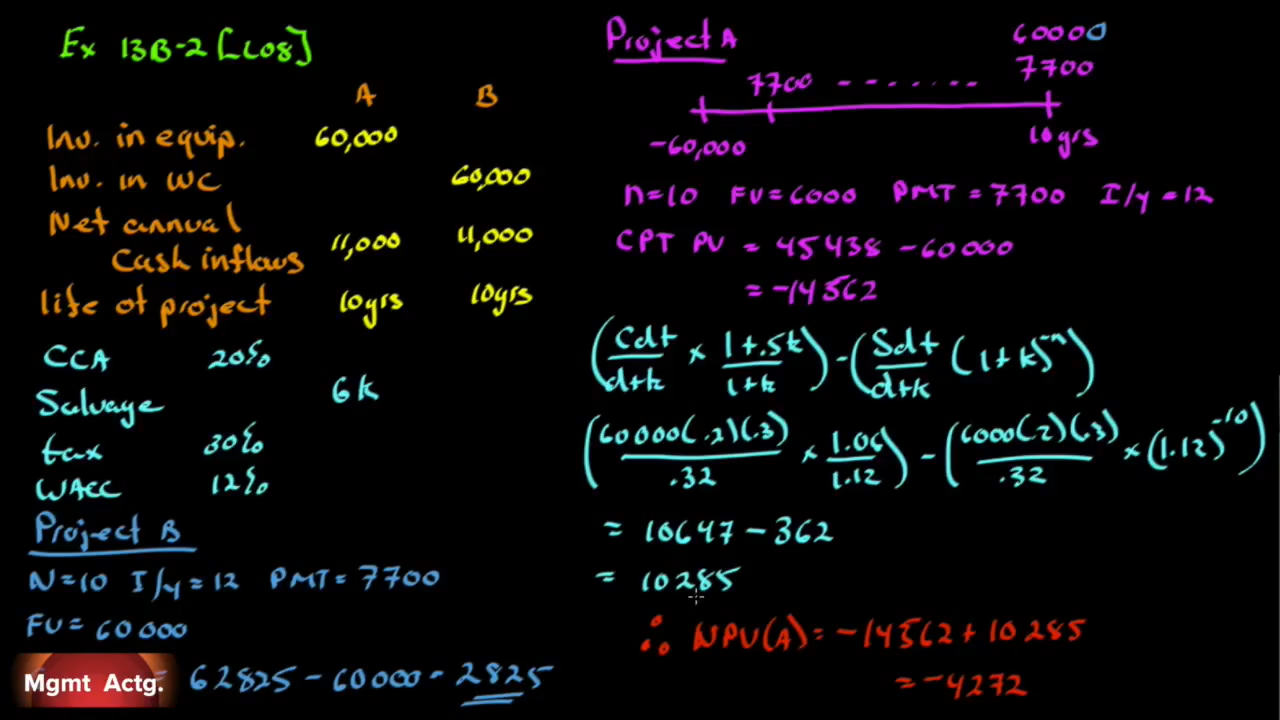 Ex 13B-2 [LO8]
A B
Inv. in equip. 60,000
Inv. in WC 60,000
Net annual
Cash inflows 11,000 11,000
life of project 10yrs 10yrs
CCA 20%
Salvage 6k
tax 30%
WACC 12%
Project B
N=10 I/y=12 PMT=7700
FU=60000
= 62825 - 60000 = 2825
Mgmt Actg.
Project A
60000
7700 - - - . . . . 7700
-60,000 10yrs
n=10 FU=6000 PMT=7700 I/y=12
CPT PU = 45438 - 60000
= -14562
(Cdt/d+k × 1+.5k/1+k) - (Sdt/d+k (1+k)^-n)
(60000(.2)(.3)/.32 × 1.06/1.12) - (6000(.2)(.3)/.32 × (1.12)^-10)
= 10647 - 362
= 10285
∴ NPU(A) = -14562 + 10285
= -4272